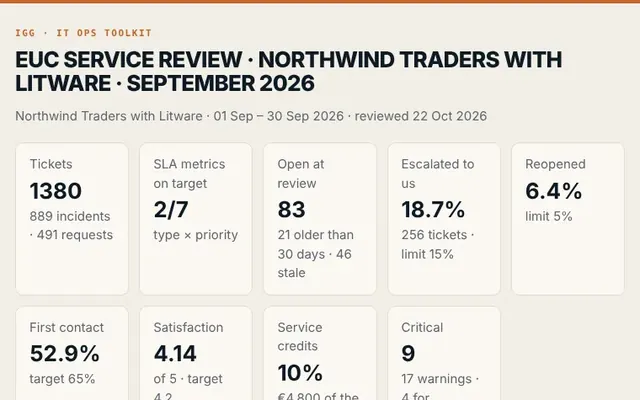 IGG · IT OPS TOOLKIT
EUC SERVICE REVIEW · NORTHWIND TRADERS WITH
LITWARE · SEPTEMBER 2026
Northwind Traders with Litware · 01 Sep – 30 Sep 2026 · reviewed 22 Oct 2026
Tickets
1380
889 incidents
· 491 requests
SLA metrics
on target
2/7
type × priority
Open at
review
83
21 older than
30 days · 46
stale
Escalated to
us
18.7%
256 tickets ·
limit 15%
Reopened
6.4%
limit 5%
First contact
52.9%
target 65%
Satisfaction
4.14
of 5 · target
4.2
Service
credits
10%
€4,800 of the
Critical
9
17 warnings ·
4 for